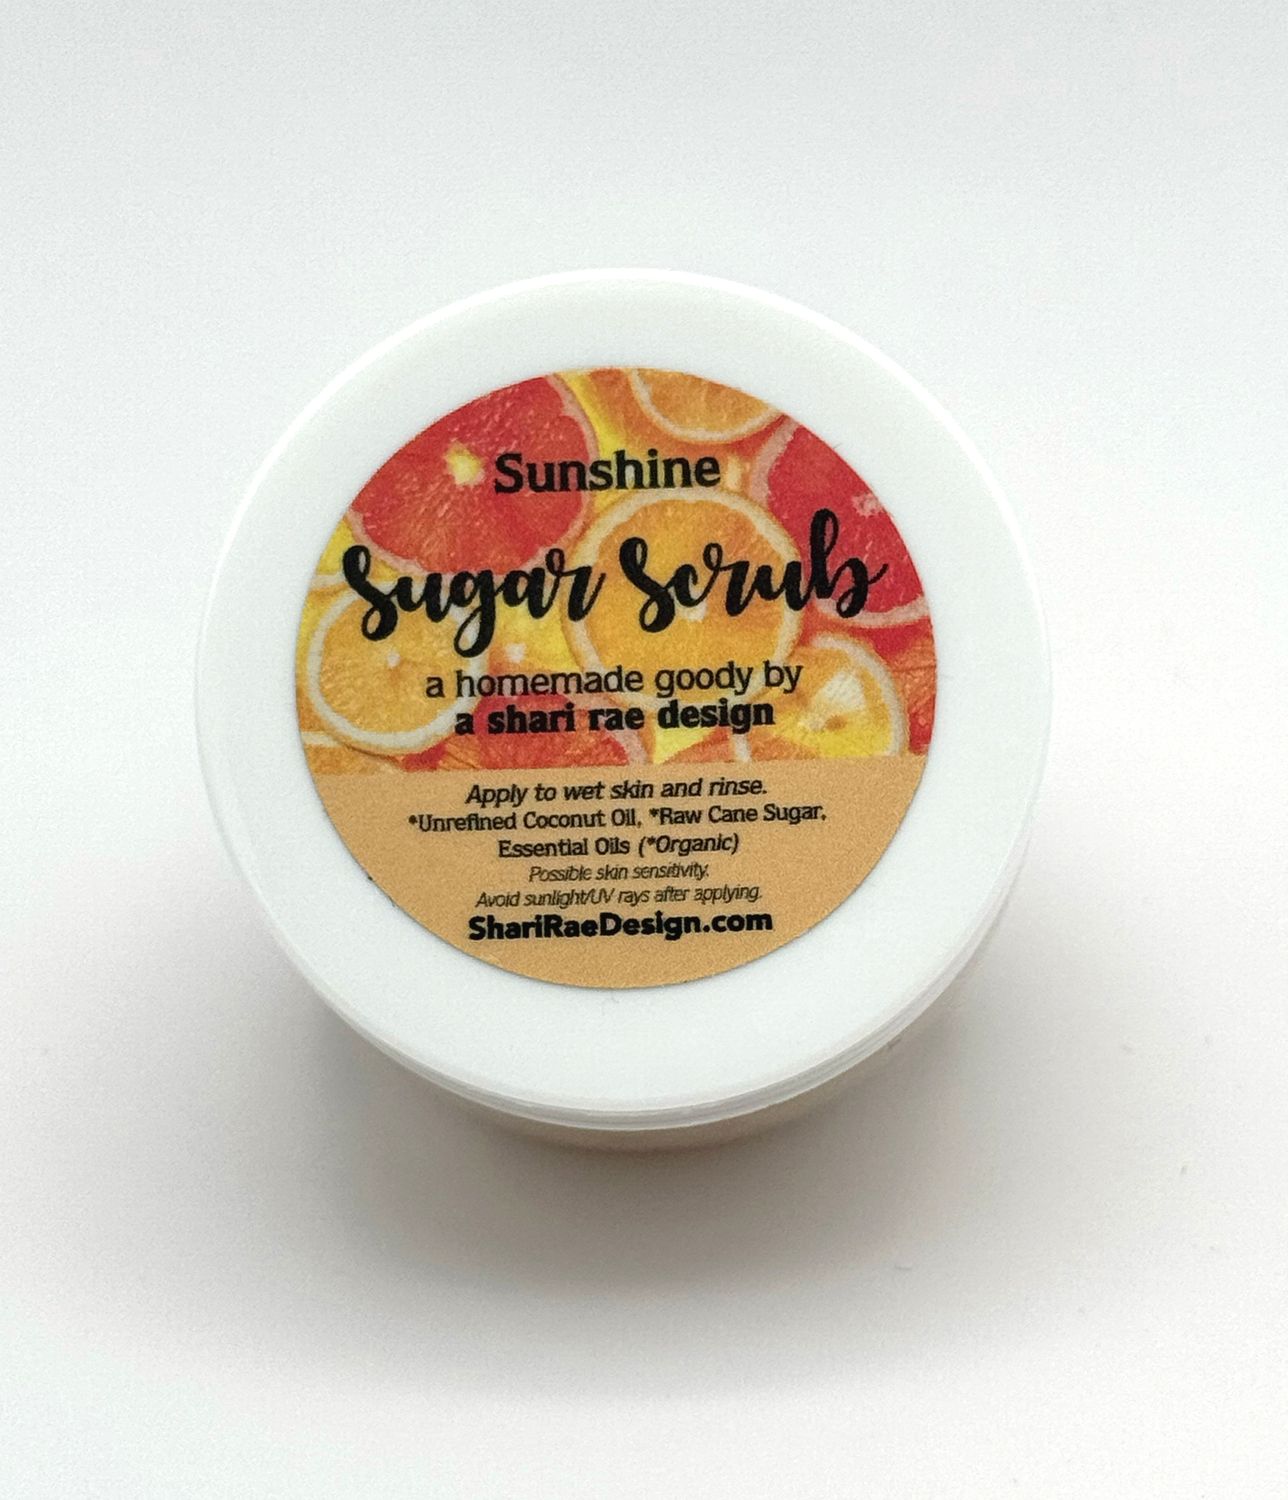 Sunshine
Sugar Scrub
a homemade goody by
a shari rae design
Apply to wet skin and rinse.
*Unrefined Coconut Oil, *Raw Cane Sugar,
Essential Oils (*Organic)
Possible skin sensitivity.
Avoid sunlight/UV rays after applying.
ShariRaeDesign.com